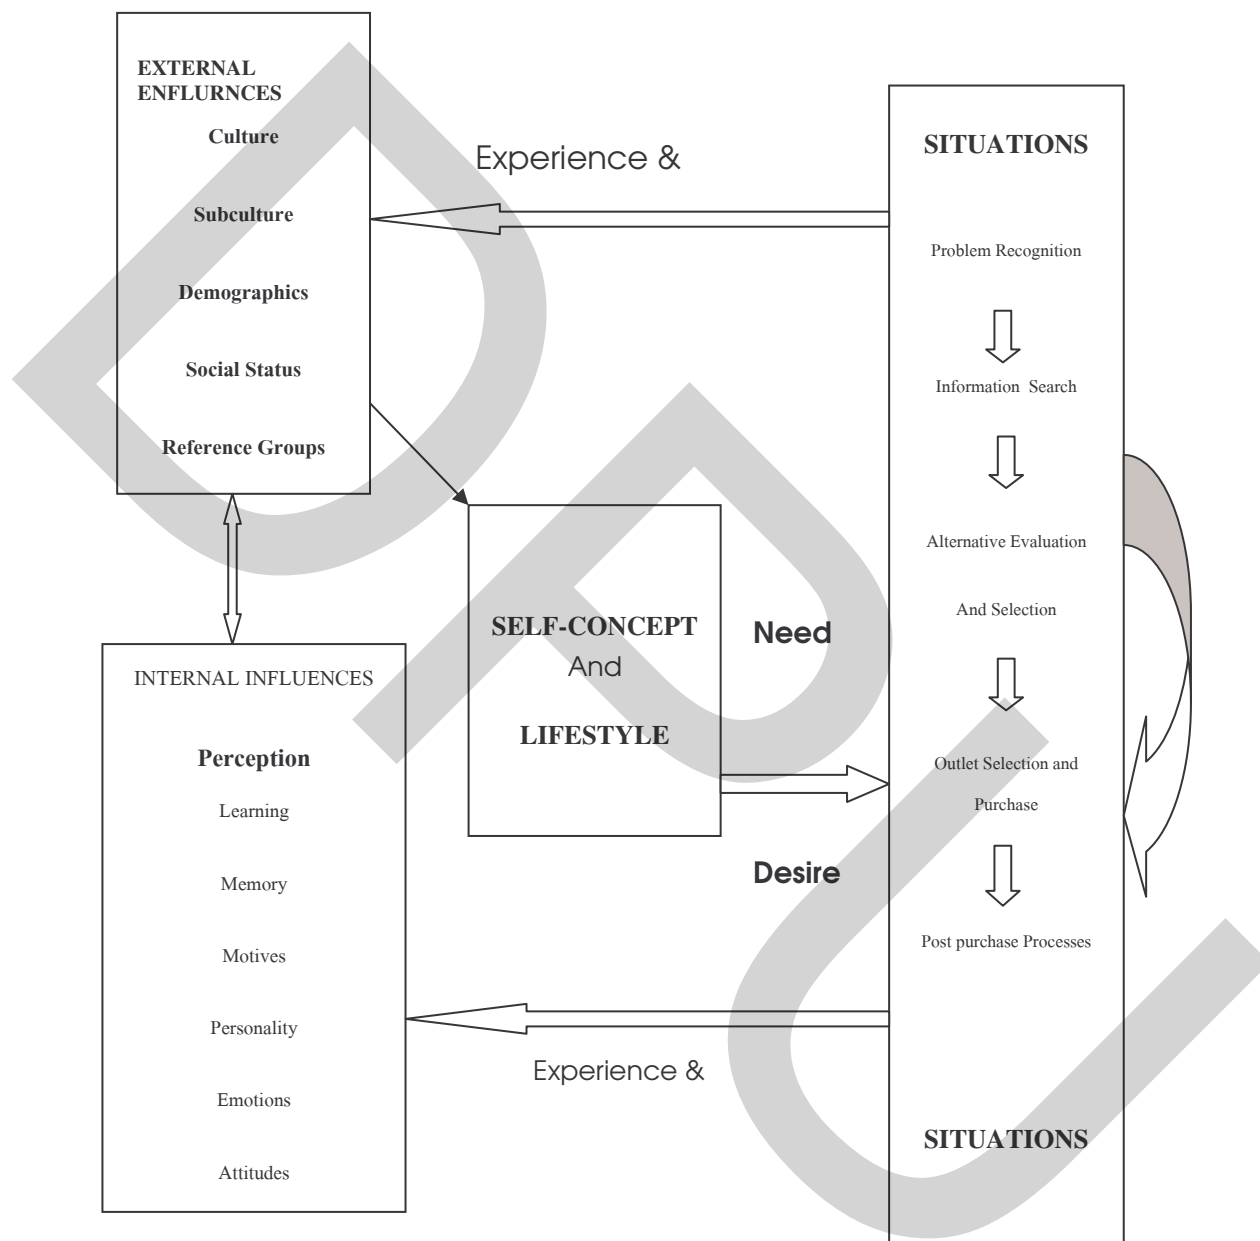 EXTERNAL
ENFLURNCES
Culture
Subculture
Demographics
Social Status
Reference Groups
INTERNAL INFLUENCES
Perception
Learning
Memory
Motives
Personality
Emotions
Attitudes
Experience &
SELF-CONCEPT
And
LIFESTYLE
Need
Desire
Experience &
SITUATIONS
Problem Recognition
Information Search
Alternative Evaluation
And Selection
Outlet Selection and
Purchase
Post purchase Processes
SITUATIONS